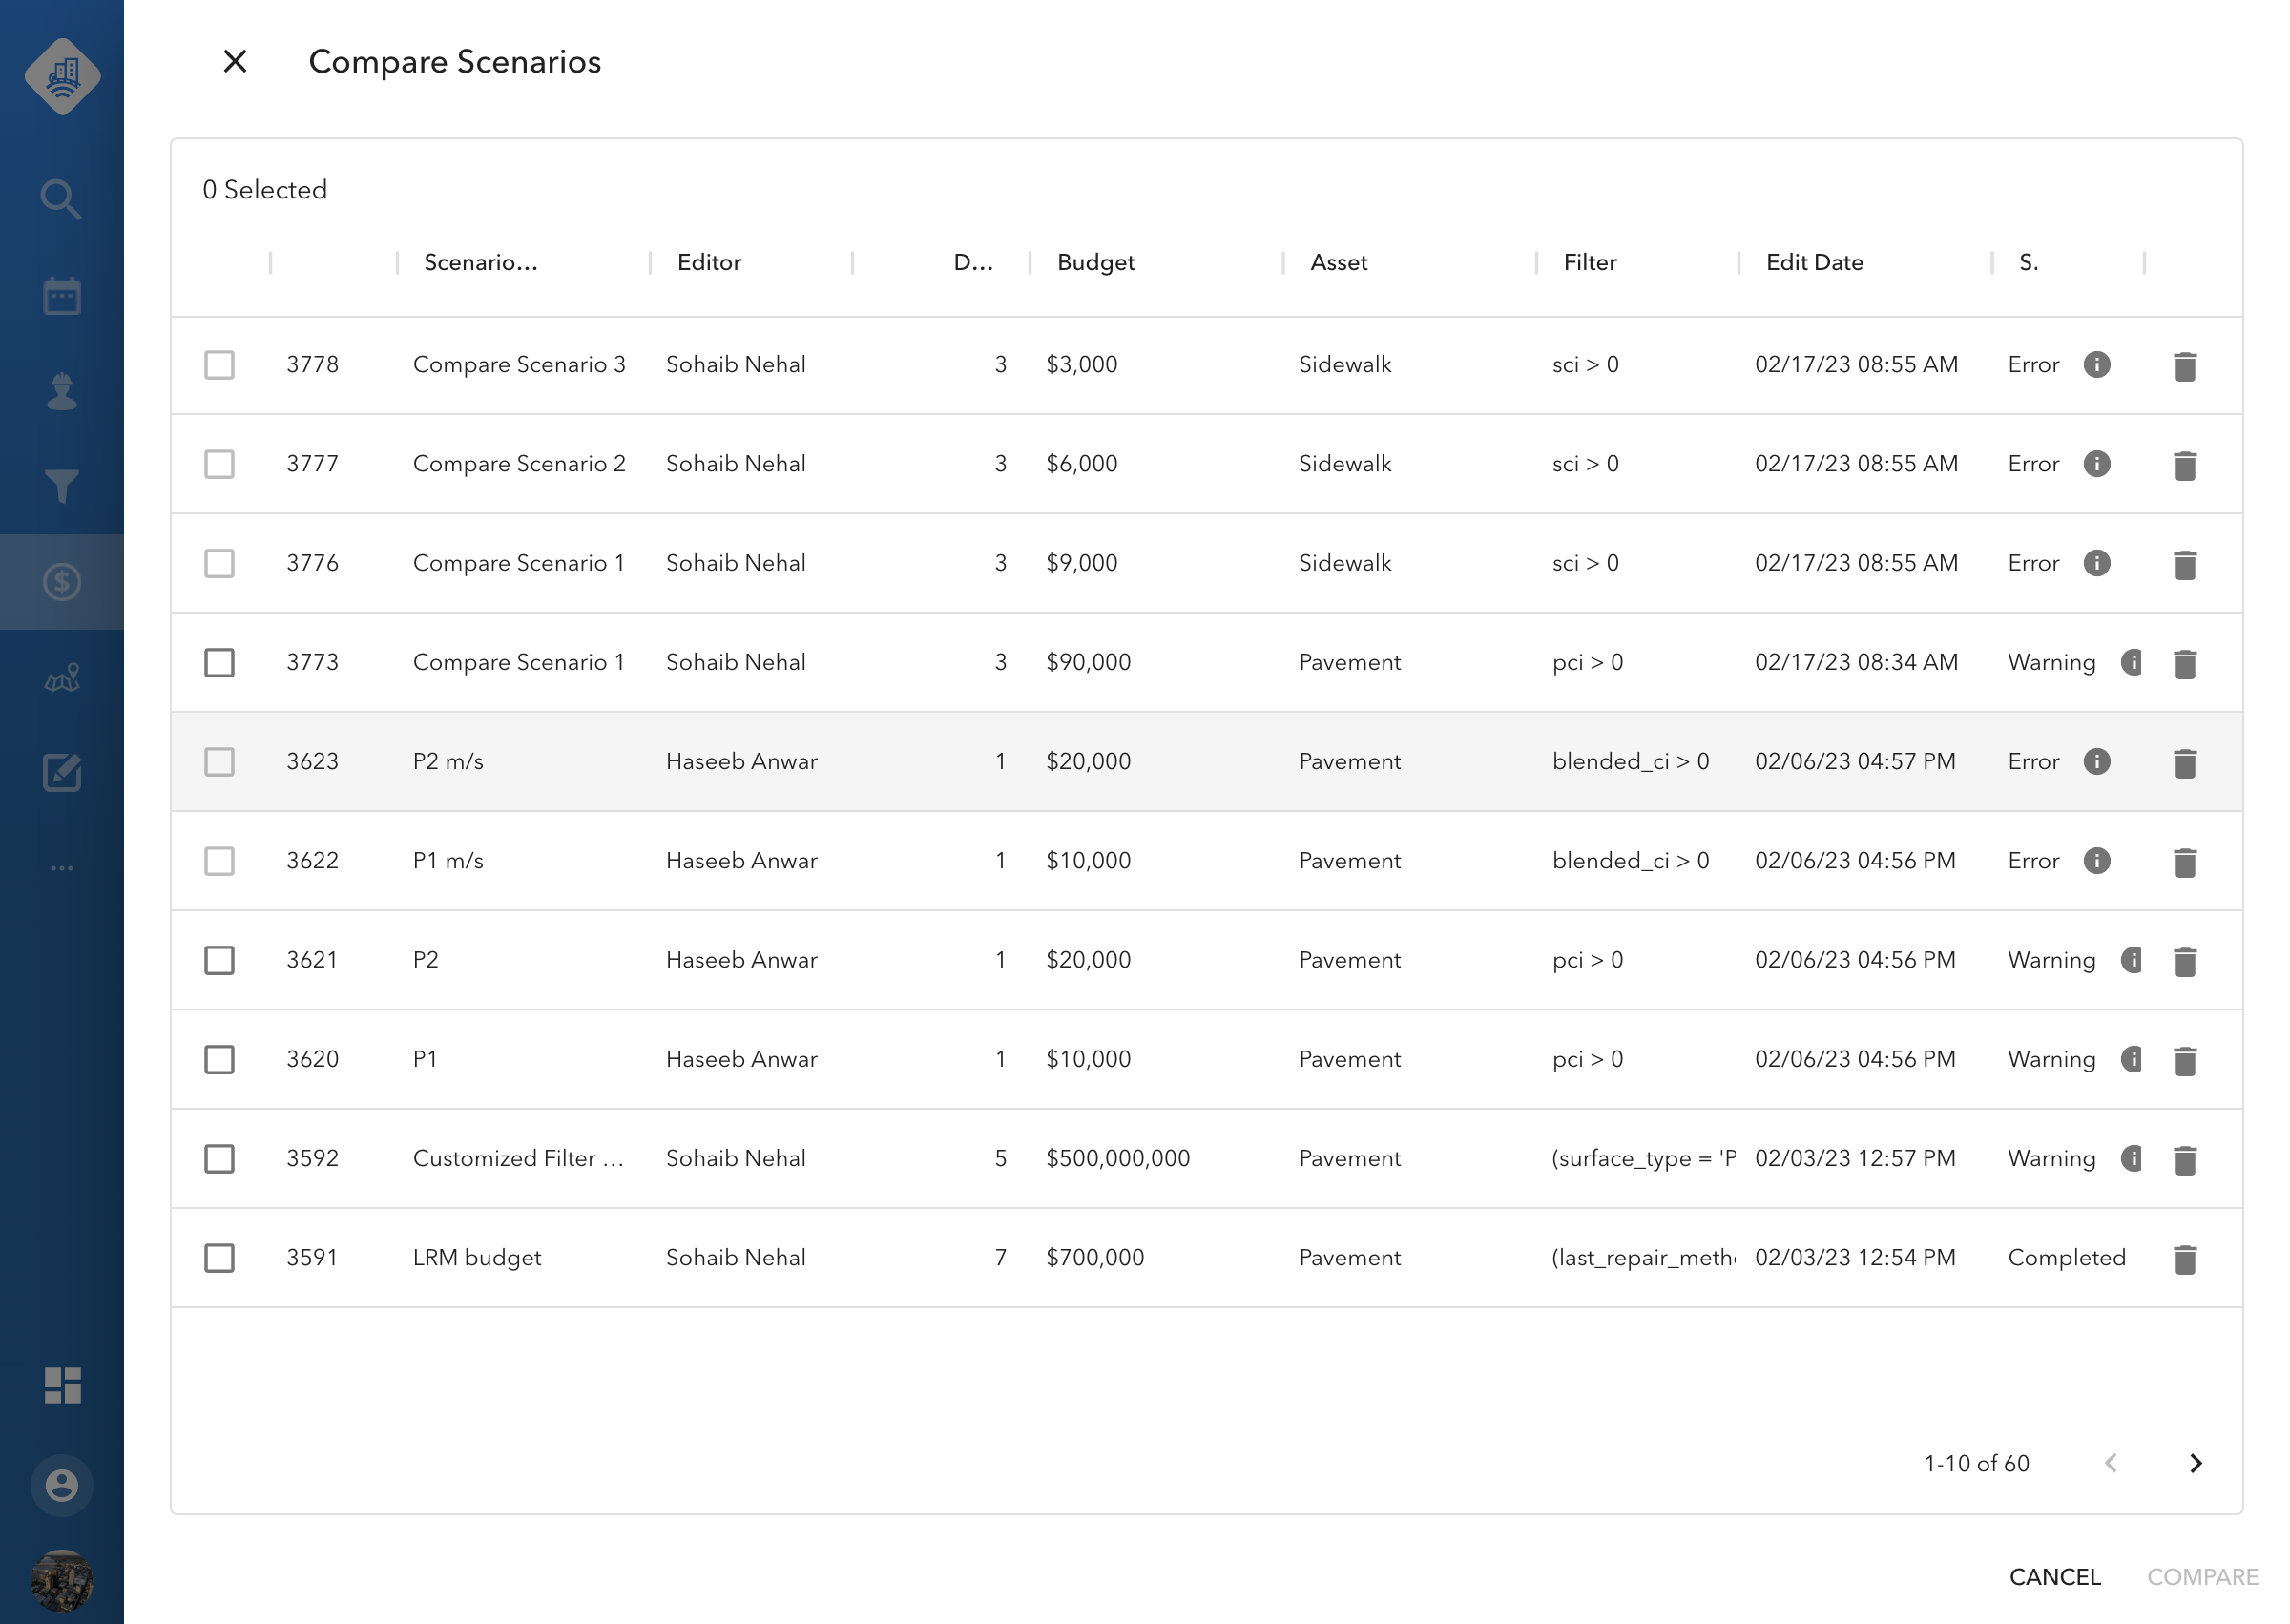 Compare Scenarios
0 Selected
Scenario... Editor D... Budget Asset Filter Edit Date S.
3778 Compare Scenario 3 Sohaib Nehal 3 $3,000 Sidewalk sci > 0 02/17/23 08:55 AM Error
3777 Compare Scenario 2 Sohaib Nehal 3 $6,000 Sidewalk sci > 0 02/17/23 08:55 AM Error
3776 Compare Scenario 1 Sohaib Nehal 3 $9,000 Sidewalk sci > 0 02/17/23 08:55 AM Error
3773 Compare Scenario 1 Sohaib Nehal 3 $90,000 Pavement pci > 0 02/17/23 08:34 AM Warning
3623 P2 m/s Haseeb Anwar 1 $20,000 Pavement blended_ci > 0 02/06/23 04:57 PM Error
3622 P1 m/s Haseeb Anwar 1 $10,000 Pavement blended_ci > 0 02/06/23 04:56 PM Error
3621 P2 Haseeb Anwar 1 $20,000 Pavement pci > 0 02/06/23 04:56 PM Warning
3620 P1 Haseeb Anwar 1 $10,000 Pavement pci > 0 02/06/23 04:56 PM Warning
3592 Customized Filter ... Sohaib Nehal 5 $500,000,000 Pavement (surface_type = 'P 02/03/23 12:57 PM Warning
3591 LRM budget Sohaib Nehal 7 $700,000 Pavement (last_repair_meth 02/03/23 12:54 PM Completed
1-10 of 60
CANCEL COMPARE